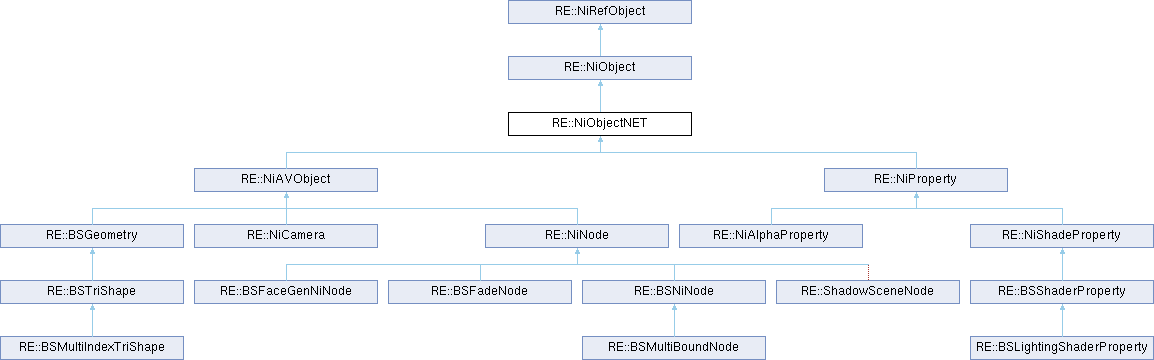 RE::NiRefObject
RE::NiObject
RE::NiObjectNET
RE::NiAVObject
RE::NiProperty
RE::BSGeometry
RE::NiCamera
RE::NiNode
RE::NiAlphaProperty
RE::NiShadeProperty
RE::BSTriShape
RE::BSFaceGenNiNode
RE::BSFadeNode
RE::BSNiNode
RE::ShadowSceneNode
RE::BSShaderProperty
RE::BSMultiIndexTriShape
RE::BSMultiBoundNode
RE::BSLightingShaderProperty